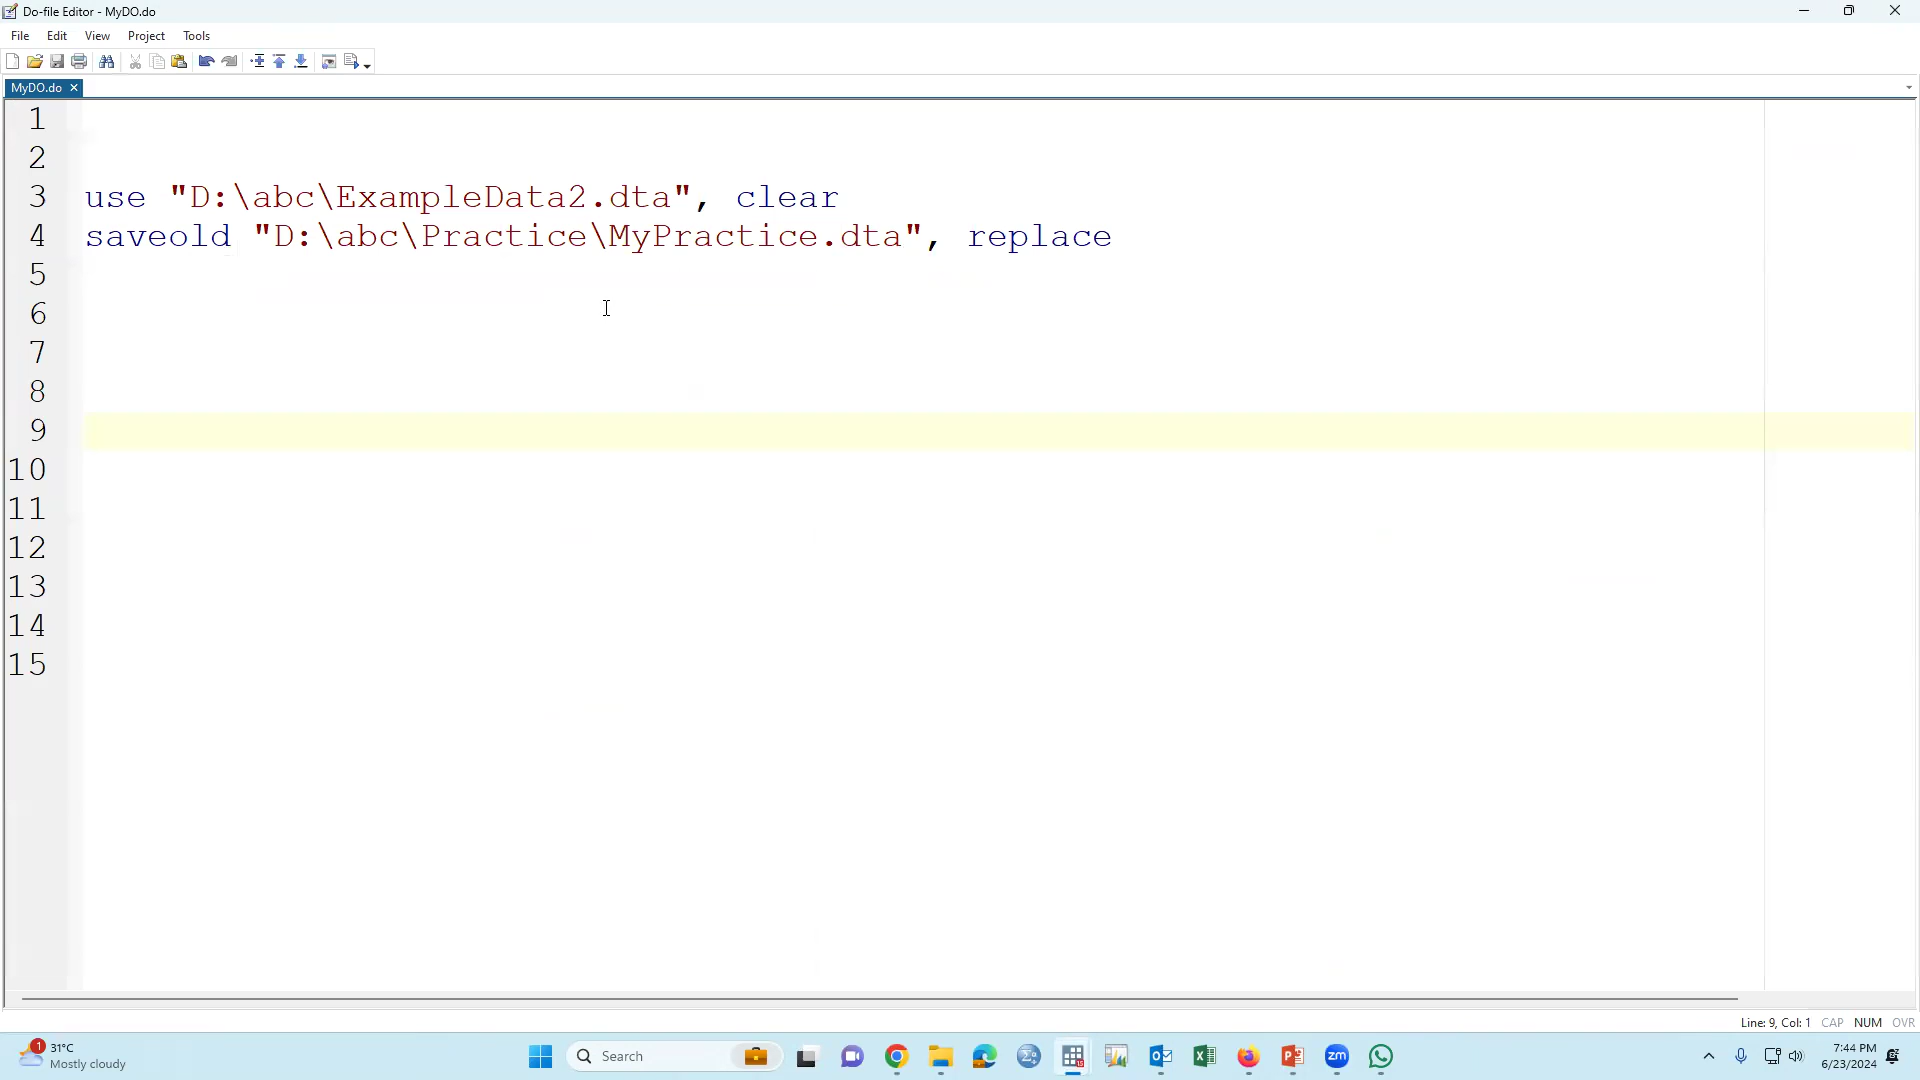 Do-file Editor - MyDO.do
File Edit View Project Tools
MyDO.do
1
2
3 use "D:\abc\ExampleData2.dta", clear
4 saveold "D:\abc\Practice\MyPractice.dta", replace
5
6
7
8
9
10
11
12
13
14
15
Line: 9, Col: 1 CAP NUM OVR
1 31°C
Mostly cloudy
Search
zm
7:44 PM
6/23/2024